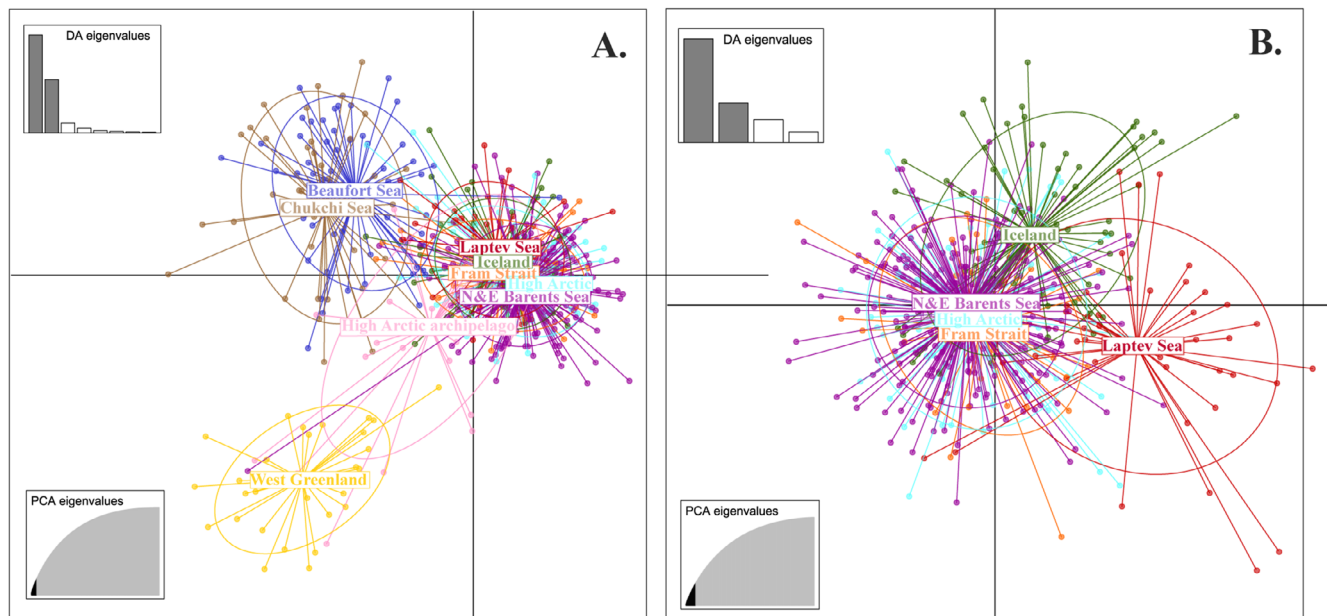 DA eigenvalues
A.
Beaufort Sea
Chukchi Sea
Laptev Sea
Iceland
Fram Strait
High Arctic
N&E Barents Sea
High Arctic archipelago
West Greenland
PCA eigenvalues
DA eigenvalues
B.
Iceland
N&E Barents Sea
High Arctic
Fram Strait
Laptev Sea
PCA eigenvalues